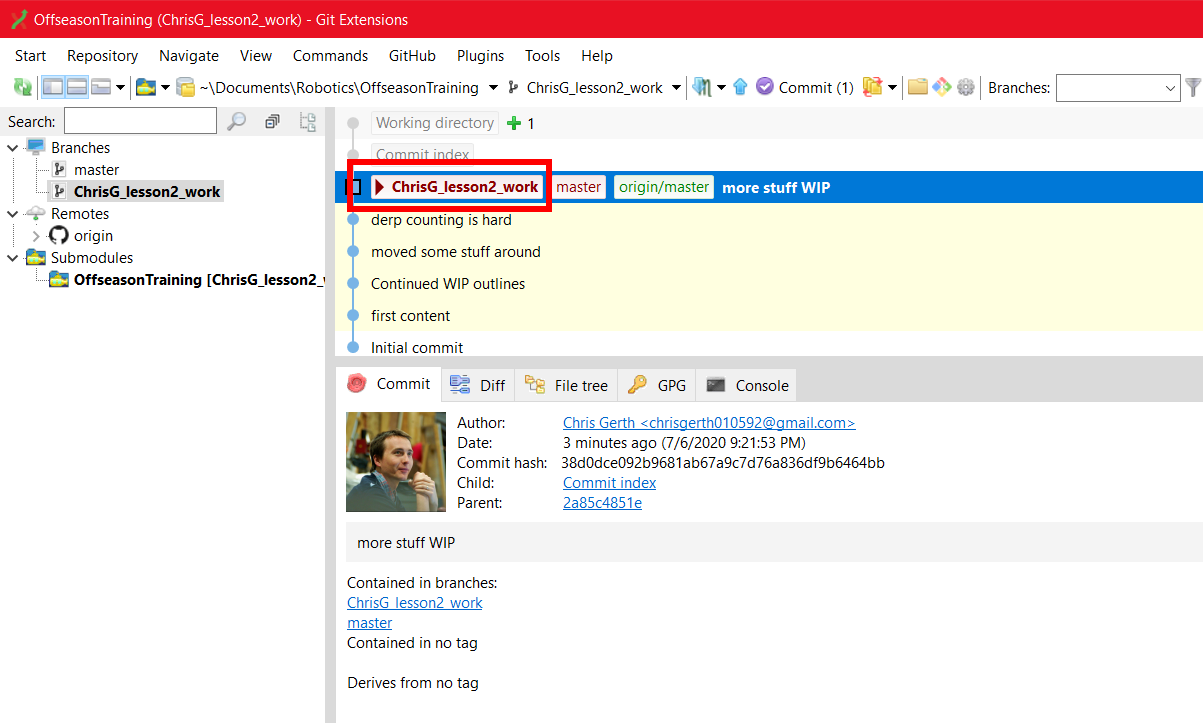 OffseasonTraining (ChrisG_lesson2_work) - Git Extensions
Start Repository Navigate View Commands GitHub Plugins Tools Help
~\Documents\Robotics\OffseasonTraining ChrisG_lesson2_work Commit (1) Branches:
Search:
Branches
master
ChrisG_lesson2_work
Remotes
origin
Submodules
OffseasonTraining [ChrisG_lesson2_
Working directory 1
Commit index
ChrisG_lesson2_work master origin/master more stuff WIP
derp counting is hard
moved some stuff around
Continued WIP outlines
first content
Initial commit
Commit Diff File tree GPG Console
Author: Chris Gerth <chrisgerth010592@gmail.com>
Date: 3 minutes ago (7/6/2020 9:21:53 PM)
Commit hash: 38d0dce092b9681ab67a9c7d76a836df9b6464bb
Child: Commit index
Parent: 2a85c4851e
more stuff WIP
Contained in branches:
ChrisG_lesson2_work
master
Contained in no tag
Derives from no tag